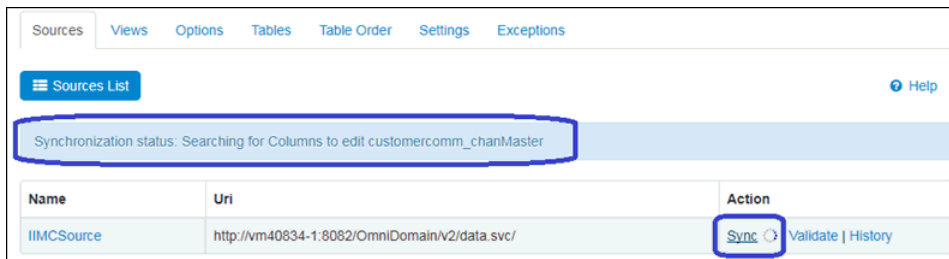 Sources Views Options Tables Table Order Settings Exceptions
Sources List Help
Synchronization status: Searching for Columns to edit customercomm_chanMaster
Name Uri Action
IIMCSource http://vm40834-1:8082/OmniDomain/v2/data.svc/ Sync Validate | History